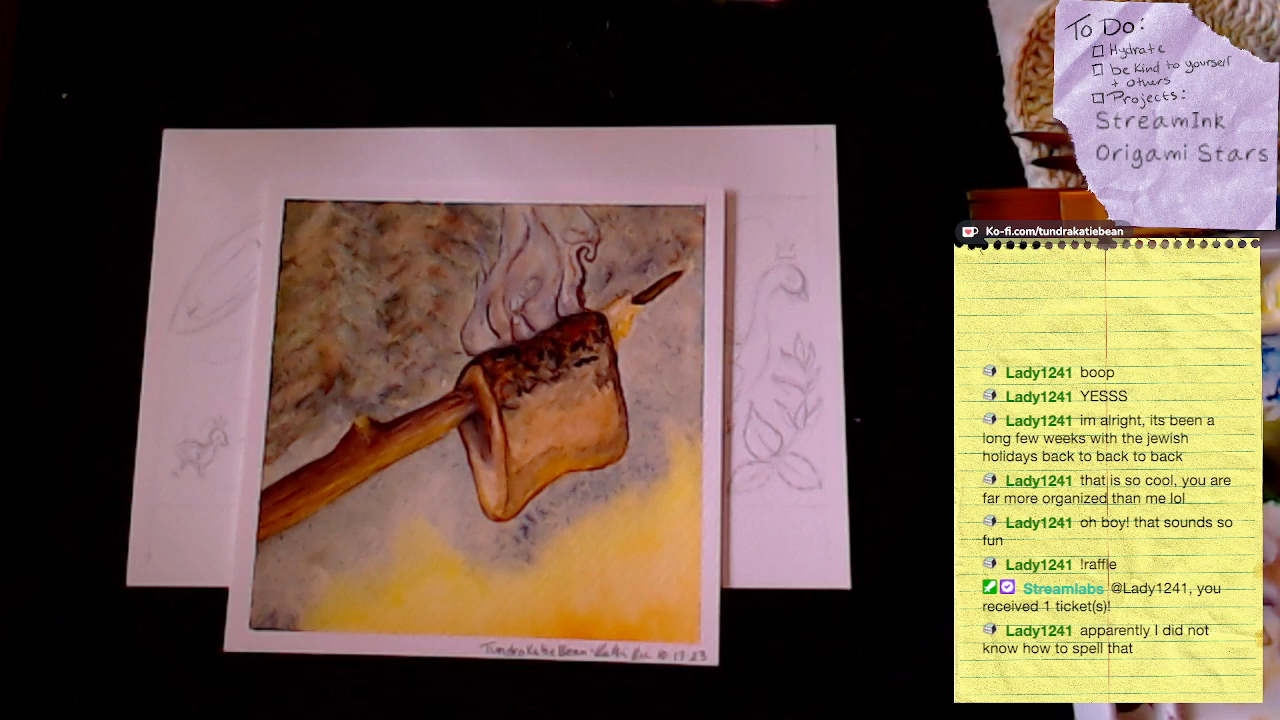 To Do:
Hydrate
be Kind to yourself
+ others
Projects:
StreamInk
Origami Stars
Ko-fi.com/tundrakatiebean
Lady1241 boop
Lady1241 YESSS
Lady1241 im alright, its been a
long few weeks with the jewish
holidays back to back to back
Lady1241 that is so cool, you are
far more organized than me lol
Lady1241 oh boy! that sounds so
fun
Lady1241 !raffle
Streamlabs @Lady1241, you
received 1 ticket(s)!
Lady1241 apparently I did not
know how to spell that
TundraKatieBean